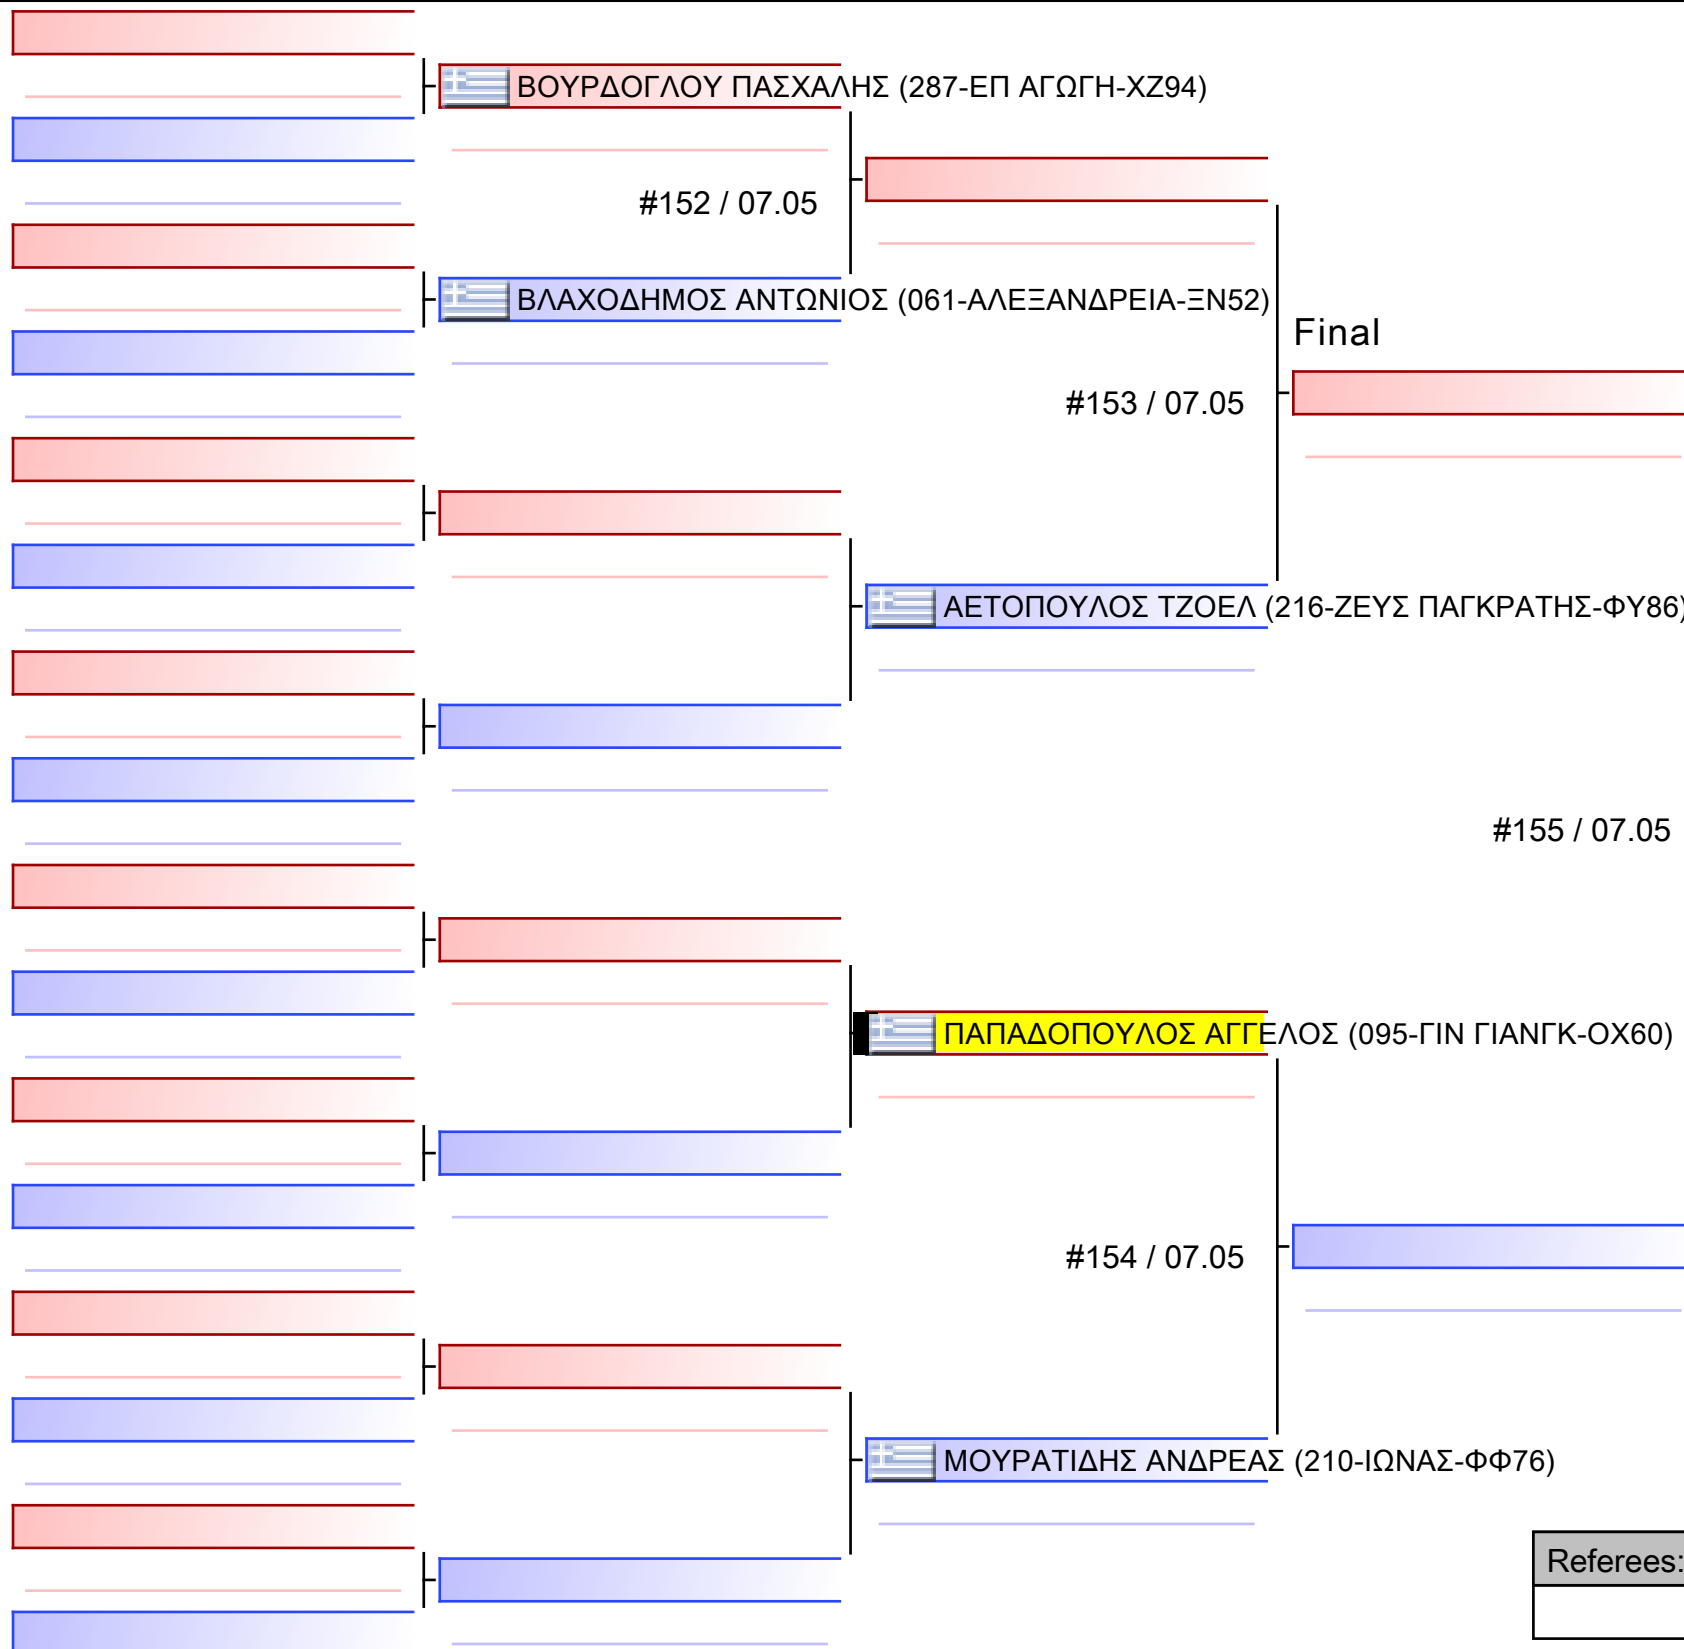 ΒΟΥΡΔΟΓΛΟΥ ΠΑΣΧΑΛΗΣ (287-ΕΠ ΑΓΩΓΗ-ΧΖ94)
#152 / 07.05
ΒΛΑΧΟΔΗΜΟΣ ΑΝΤΩΝΙΟΣ (061-ΑΛΕΞΑΝΔΡΕΙΑ-ΞΝ52)
Final
#153 / 07.05
ΑΕΤΟΠΟΥΛΟΣ ΤΖΟΕΛ (216-ΖΕΥΣ ΠΑΓΚΡΑΤΗΣ-ΦΥ86)
#155 / 07.05
ΠΑΠΑΔΟΠΟΥΛΟΣ ΑΓΓΕΛΟΣ (095-ΓΙΝ ΓΙΑΝΓΚ-ΟΧ60)
#154 / 07.05
ΜΟΥΡΑΤΙΔΗΣ ΑΝΔΡΕΑΣ (210-ΙΩΝΑΣ-ΦΦ76)
Referees: